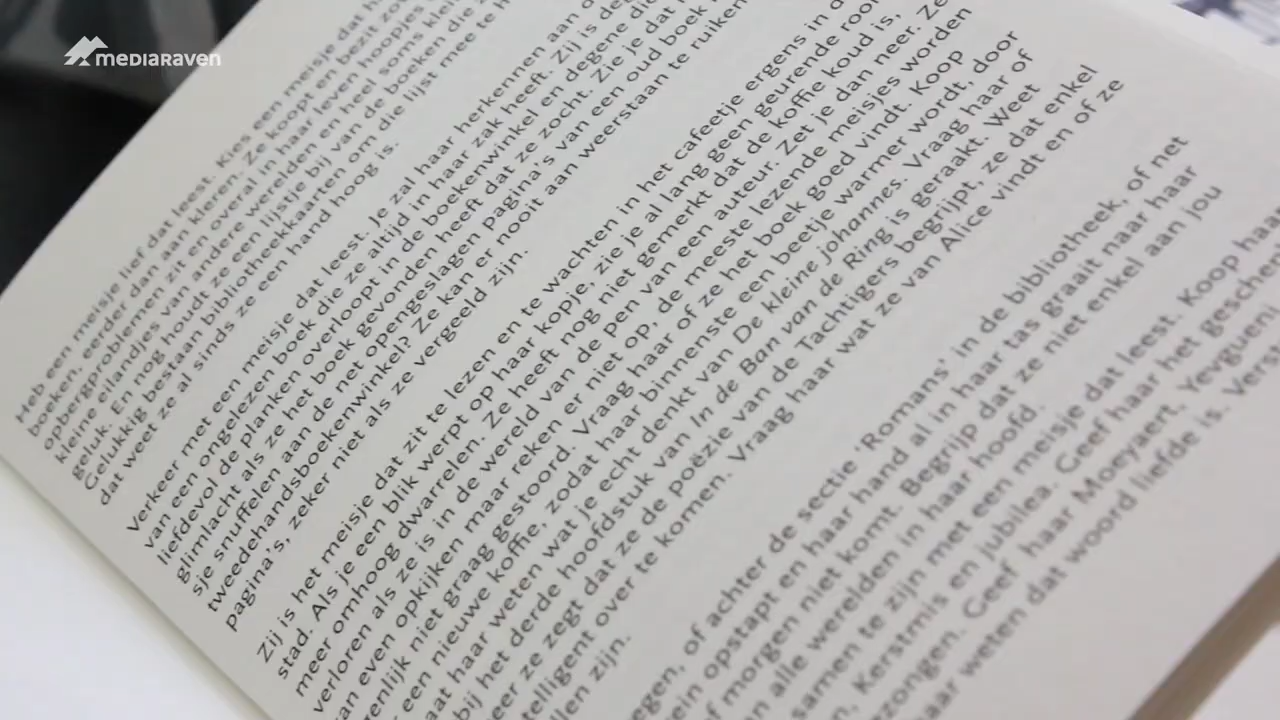 mediaraven
Heb een meisje lief dat leest. Kies een meisje dat h
boeken, eerder dan aan kleren. Ze koopt en bezit zov
opbergproblemen zit en overal in haar leven hoopjes
kleine eilandjes van andere werelden en heel soms klein
geluk. En nog houdt ze een lijstje bij van de boeken die z
Gelukkig bestaan bibliotheekkaarten om die lijst mee te
dat weet ze al sinds ze een hand hoog is.
Verkeer met een meisje dat leest. Je zal haar herkennen aan
van een ongelezen boek die ze altijd in haar zak heeft. Zij is deg
liefdevol de planken overloopt in de boekenwinkel en degene die
glimlacht als ze het boek gevonden heeft dat ze zocht. Zie je dat
sje snuffelen aan de net opengeslagen pagina's van een oud boek
tweedehandsboekenwinkel? Ze kan er nooit aan weerstaan te ruiken
pagina's, zeker niet als ze vergeeld zijn.
Zij is het meisje dat zit te lezen en te wachten in het cafeetje ergens in d
stad. Als je een blik werpt op haar kopje, zie je al lang geen geurende roor
meer omhoog dwarrelen. Ze heeft nog niet gemerkt dat de koffie koud is,
verloren als ze is in de wereld van de pen van een auteur. Zet je dan neer. Ze
an even opkijken maar reken er niet op, de meeste lezende meisjes worden
enlijk niet graag gestoord. Vraag haar of ze het boek goed vindt. Koop
r een nieuwe koffie, zodat haar binnenste een beetje warmer wordt, door
aat haar weten wat je echt denkt van De kleine johannes. Vraag haar of
bij het derde hoofdstuk van In de Ban van de Ring is geraakt. Weet
eer ze zegt dat ze de poëzie van de Tachtigers begrijpt, ze dat enkel
telligent over te komen. Vraag haar wat ze van Alice vindt en of ze
llen zijn.
egen, of achter de sectie 'Romans' in de bibliotheek, of net
ein opstapt en haar hand al in haar tas graait naar haar
f morgen niet komt. Begrijp dat ze niet enkel aan jou
n alle werelden in haar hoofd.
samen te zijn met een meisje dat leest. Koop haa
n, Kerstmis en jubilea. Geef haar het geschen
ezongen. Geef haar Moeyaert, Yevgueni,
aar weten dat woord liefde is. Vers